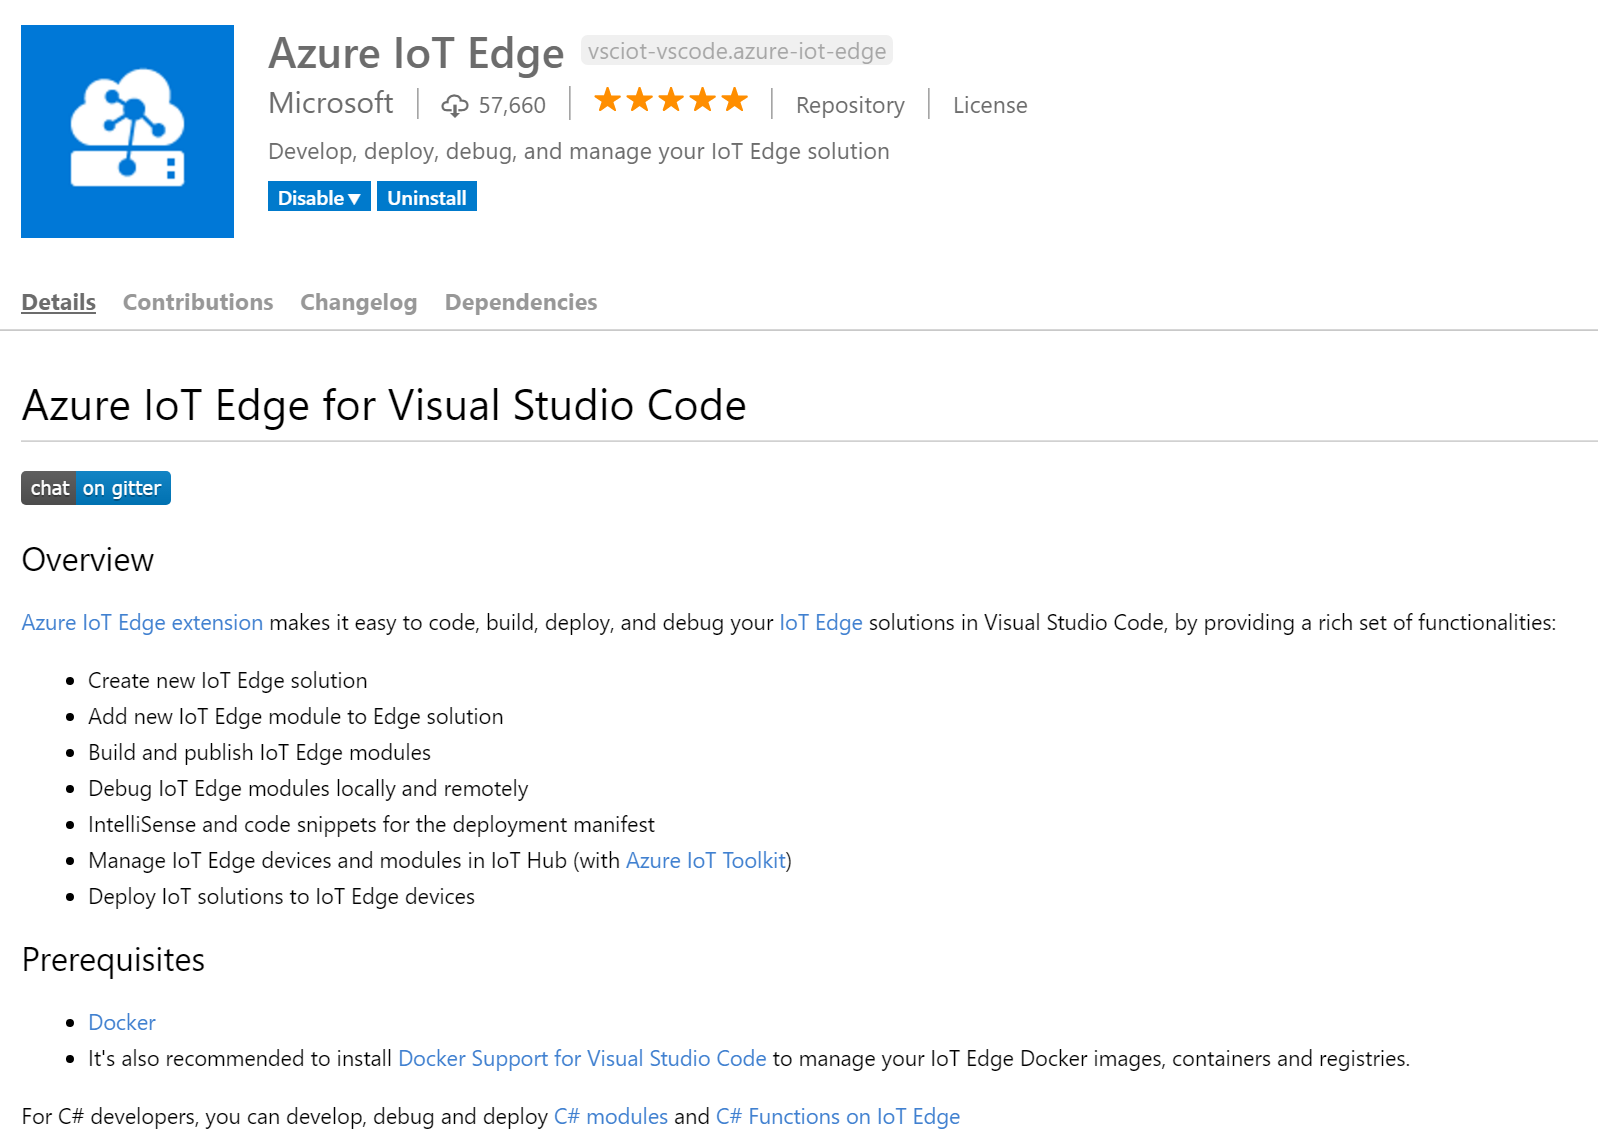 Azure IoT Edge vsciot-vscode.azure-iot-edge
Microsoft 57,660 Repository License
Develop, deploy, debug, and manage your IoT Edge solution
Disable▼ Uninstall
Details Contributions Changelog Dependencies
Azure IoT Edge for Visual Studio Code
chat on gitter
Overview
Azure IoT Edge extension makes it easy to code, build, deploy, and debug your IoT Edge solutions in Visual Studio Code, by providing a rich set of functionalities:
• Create new IoT Edge solution
• Add new IoT Edge module to Edge solution
• Build and publish IoT Edge modules
• Debug IoT Edge modules locally and remotely
• IntelliSense and code snippets for the deployment manifest
• Manage IoT Edge devices and modules in IoT Hub (with Azure IoT Toolkit)
• Deploy IoT solutions to IoT Edge devices
Prerequisites
• Docker
• It's also recommended to install Docker Support for Visual Studio Code to manage your IoT Edge Docker images, containers and registries.
For C# developers, you can develop, debug and deploy C# modules and C# Functions on IoT Edge